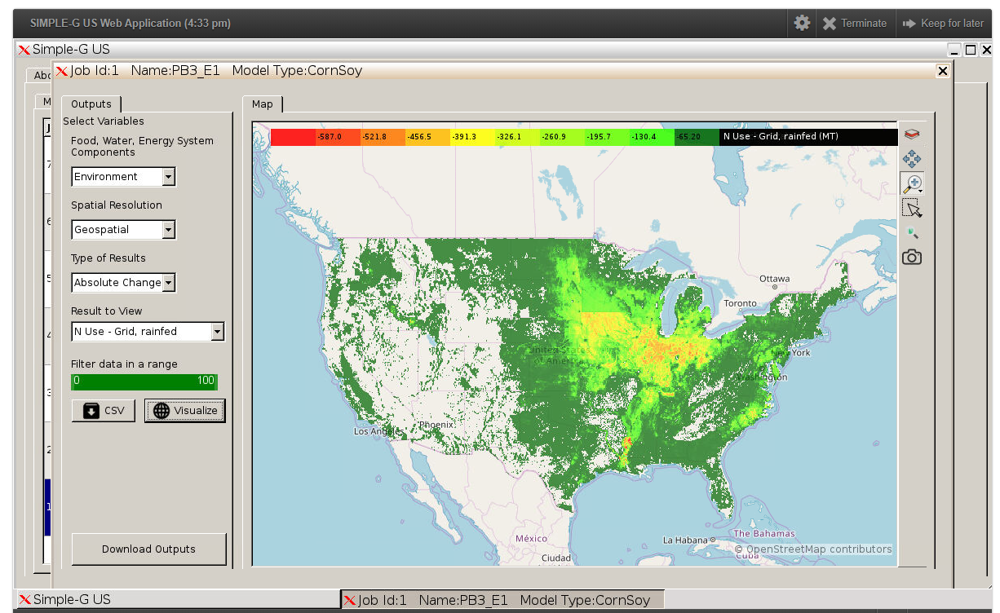 SIMPLE-G US Web Application (4:33 pm)
Terminate
Keep for later
Simple-G US
Abo
Job Id:1 Name:PB3_E1 Model Type:CornSoy
M
Outputs
Map
Select Variables
Food, Water, Energy System
Components
Environment
Spatial Resolution
Geospatial
Type of Results
Absolute Change
Result to View
N Use - Grid, rainfed
Filter data in a range
0 100
CSV
Visualize
Download Outputs
J
7
6
5
4
3
2
1
-587.0 -521.8 -456.5 -391.3 -326.1 -260.9 -195.7 -130.4 -65.20 N Use - Grid, rainfed (MT)
Ottawa
Toronto
United States
of America
New York
Washington
Los Angeles
Phoenix
México
La Habana
The Bahamas
© OpenStreetMap contributors
Ciudad
Cuba
Simple-G US
Job Id:1 Name:PB3_E1 Model Type:CornSoy